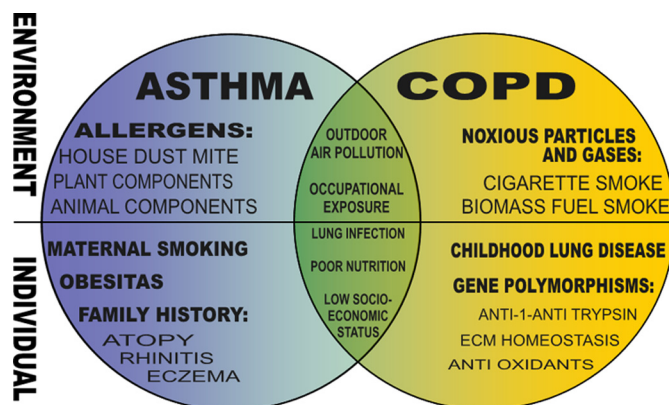 ENVIRONMENT
ASTHMA
ALLERGENS:
HOUSE DUST MITE
PLANT COMPONENTS
ANIMAL COMPONENTS
OUTDOOR
AIR POLLUTION
OCCUPATIONAL
EXPOSURE
COPD
NOXIOUS PARTICLES
AND GASES:
CIGARETTE SMOKE
BIOMASS FUEL SMOKE
INDIVIDUAL
MATERNAL SMOKING
OBESITAS
FAMILY HISTORY:
ATOPY
RHINITIS
ECZEMA
LUNG INFECTION
POOR NUTRITION
LOW SOCIO-
ECONOMIC
STATUS
CHILDHOOD LUNG DISEASE
GENE POLYMORPHISMS:
ANTI-1-ANTI TRYPSIN
ECM HOMEOSTASIS
ANTI OXIDANTS